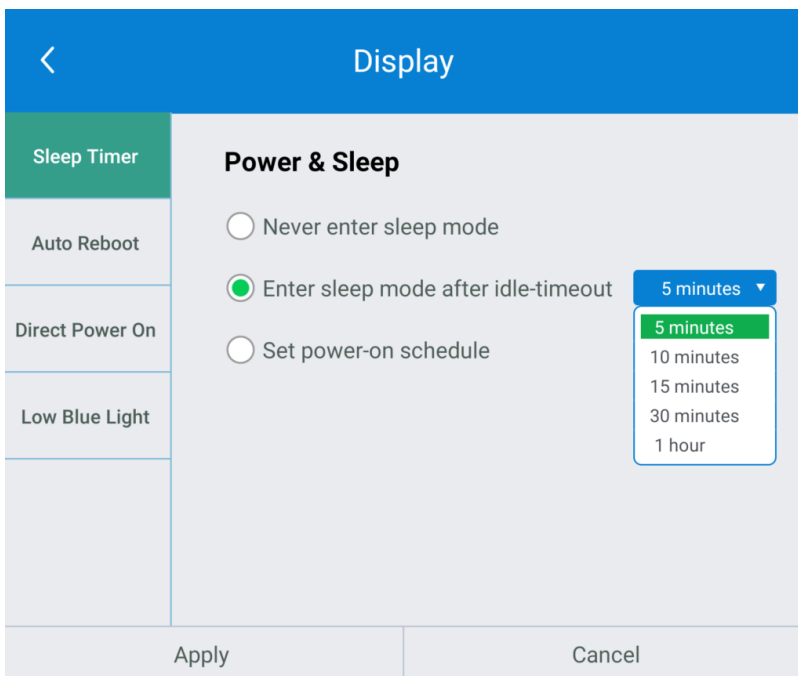 Display
Sleep Timer
Auto Reboot
Direct Power On
Low Blue Light
Power & Sleep
Never enter sleep mode
Enter sleep mode after idle-timeout
5 minutes
5 minutes
10 minutes
15 minutes
30 minutes
1 hour
Set power-on schedule
Apply
Cancel